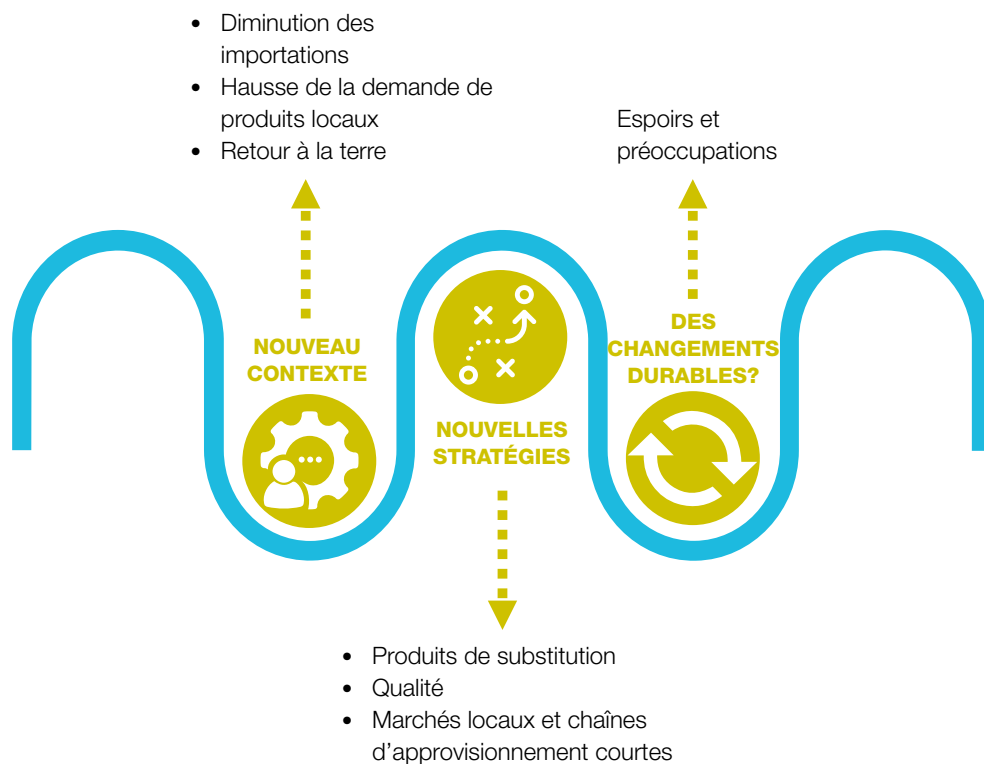 • Diminution des
importations
• Hausse de la demande de
produits locaux
• Retour à la terre
NOUVEAU
CONTEXTE
NOUVELLES
STRATÉGIES
• Produits de substitution
• Qualité
• Marchés locaux et chaînes
d'approvisionnement courtes
Espoirs et
préoccupations
DES
CHANGEMENTS
DURABLES?